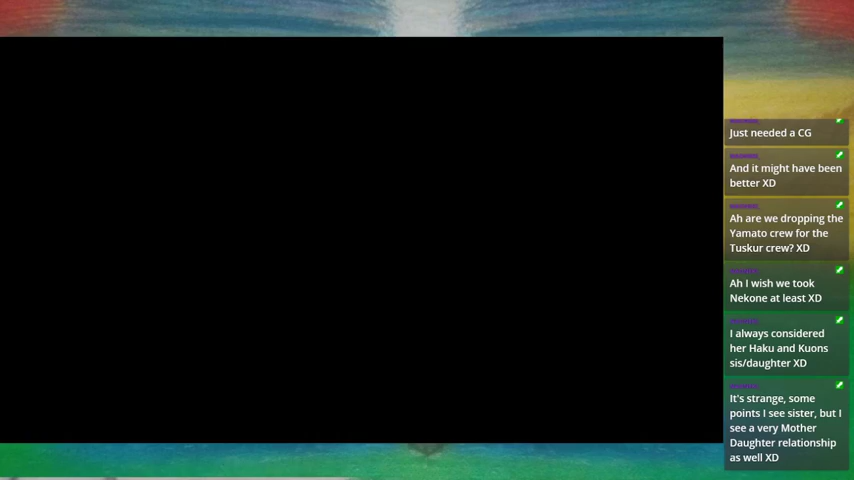 Just needed a CG
And it might have been
better XD
Ah are we dropping the
Yamato crew for the
Tuskur crew? XD
Ah I wish we took
Nekone at least XD
I always considered
her Haku and Kuons
sis/daughter XD
It's strange, some
points I see sister, but I
see a very Mother
Daughter relationship
as well XD